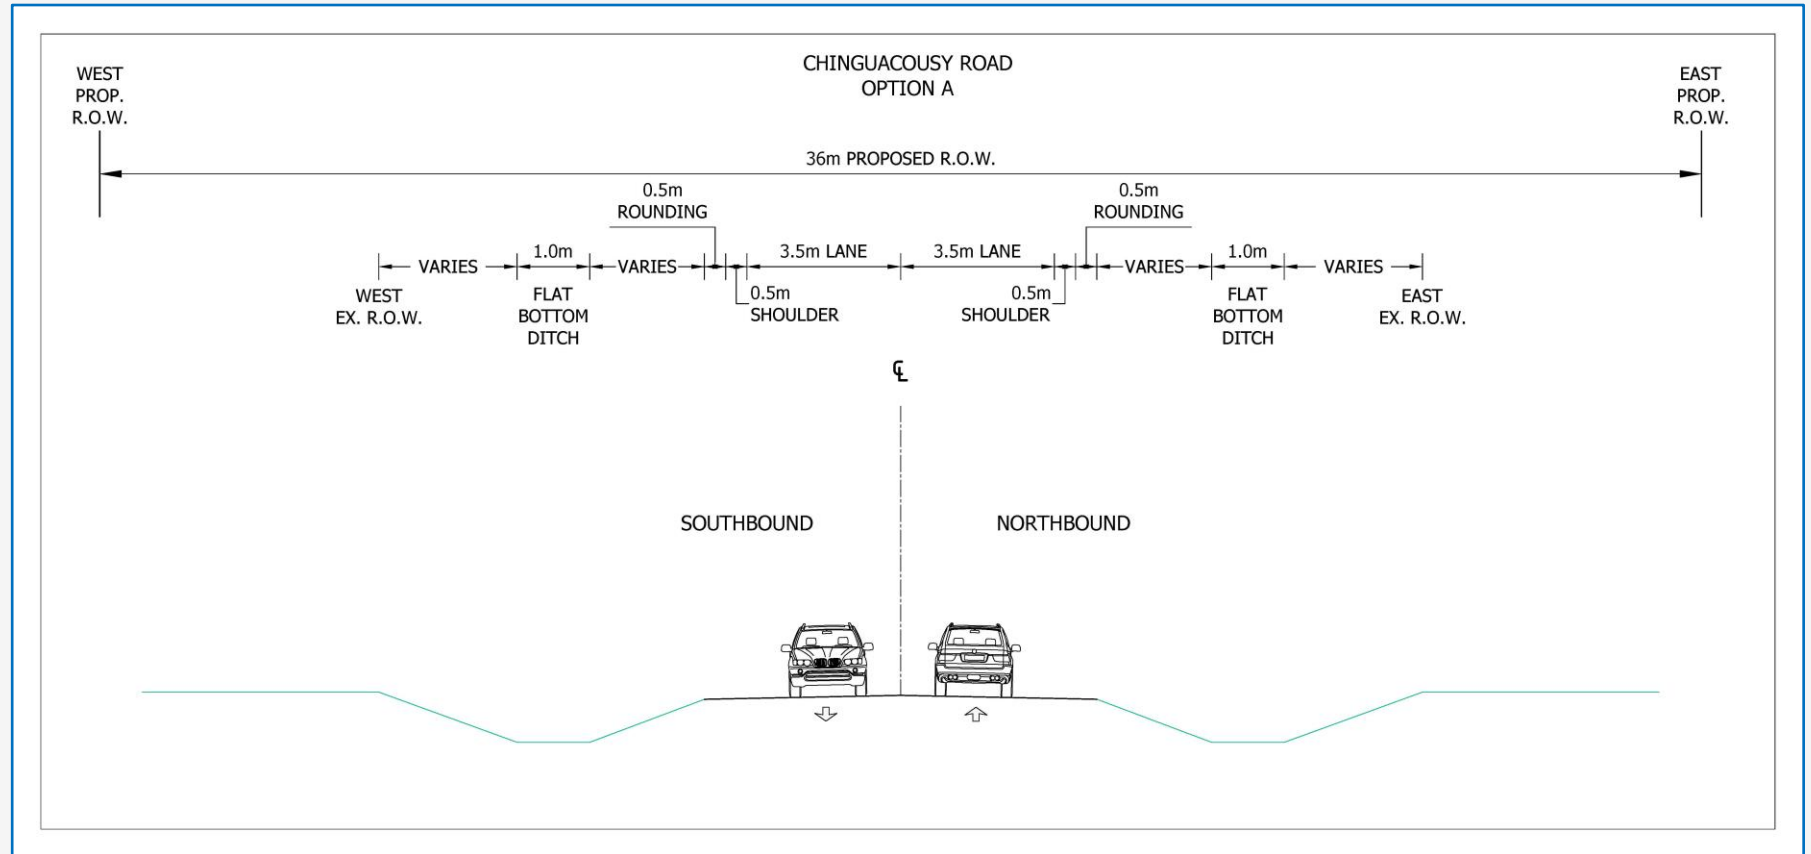 CHINGUACOUSY ROAD
OPTION A
WEST
PROP.
R.O.W.
EAST
PROP.
R.O.W.
36m PROPOSED R.O.W.
0.5m
ROUNDING
0.5m
ROUNDING
VARIES
1.0m
VARIES
3.5m LANE
3.5m LANE
VARIES
1.0m
VARIES
WEST
EX. R.O.W.
FLAT
BOTTOM
DITCH
0.5m
SHOULDER
0.5m
SHOULDER
FLAT
BOTTOM
DITCH
EAST
EX. R.O.W.
℄
SOUTHBOUND
NORTHBOUND